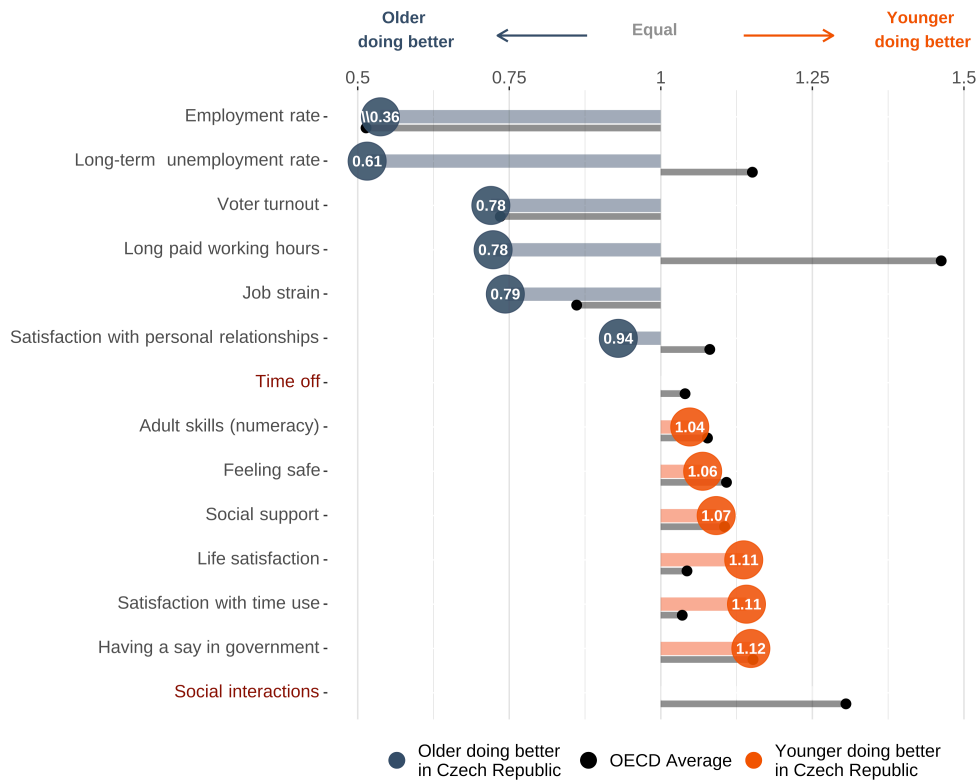 Older
doing better
Equal
Younger
doing better
0.5 0.75 1 1.25 1.5
Employment rate
\\0.36
Long-term unemployment rate
0.61
Voter turnout
0.78
Long paid working hours
0.78
Job strain
0.79
Satisfaction with personal relationships
0.94
Time off
Adult skills (numeracy)
1.04
Feeling safe
1.06
Social support
1.07
Life satisfaction
1.11
Satisfaction with time use
1.11
Having a say in government
1.12
Social interactions
Older doing better
in Czech Republic
OECD Average
Younger doing better
in Czech Republic